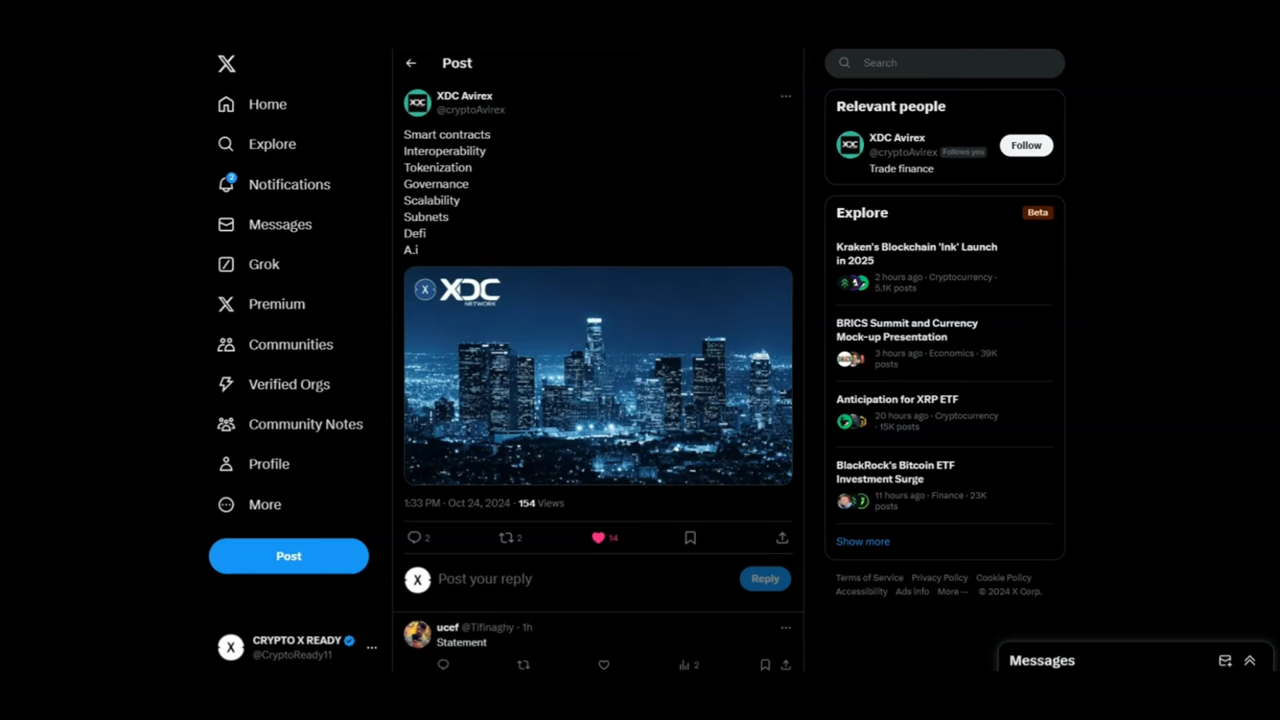 Home
Explore
2
Notifications
Messages
Grok
Premium
Communities
Verified Orgs
Community Notes
Profile
More
Post
X
CRYPTO X READY
@CryptoReady11
Post
XDC
XDC Avirex
@cryptoAvirex
Smart contracts
Interoperability
Tokenization
Governance
Scalability
Subnets
Defi
A.i
X XDC
NETWORK
1:33 PM · Oct 24, 2024 · 154 Views
2
2
14
X
Post your reply
Reply
ucef @Tifinaghy · 1h
Statement
2
Search
Relevant people
XDC
XDC Avirex
@cryptoAvirex Follows you
Follow
Trade finance
Explore
Beta
Kraken's Blockchain 'Ink' Launch
in 2025
2 hours ago · Cryptocurrency ·
5.1K posts
BRICS Summit and Currency
Mock-up Presentation
3 hours ago · Economics · 39K
posts
Anticipation for XRP ETF
20 hours ago · Cryptocurrency
· 15K posts
BlackRock's Bitcoin ETF
Investment Surge
11 hours ago · Finance · 23K
posts
Show more
Terms of Service Privacy Policy Cookie Policy
Accessibility Ads info More ··· © 2024 X Corp.
Messages